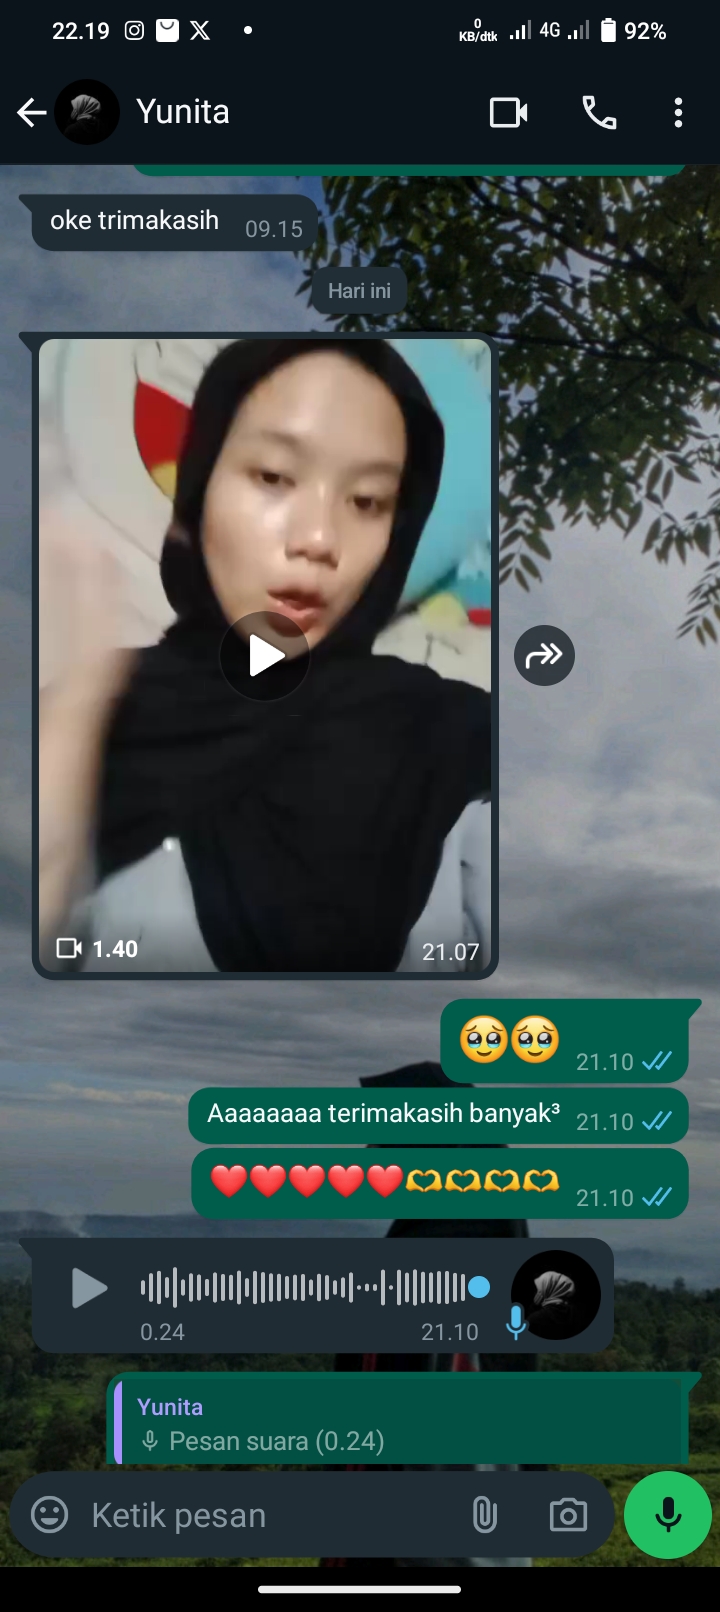 22.19
0
KB/dtk
4G
92%
Yunita
oke trimakasih 09.15
Hari ini
1.40
21.07
🥹🥹 21.10
Aaaaaaaa terimakasih banyak³ 21.10
❤️❤️❤️❤️❤️🫶🫶🫶🫶 21.10
0.24
21.10
Yunita
Pesan suara (0.24)
Ketik pesan